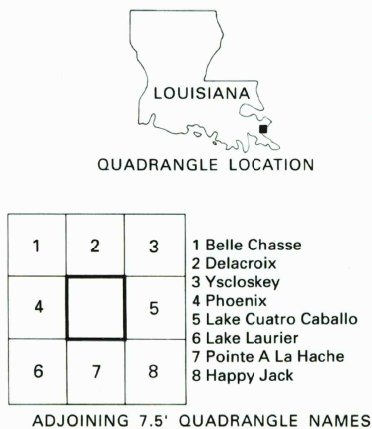 LOUISIANA
QUADRANGLE LOCATION
1 2 3
4 5
6 7 8
1 Belle Chasse
2 Delacroix
3 Yscloskey
4 Phoenix
5 Lake Cuatro Caballo
6 Lake Laurier
7 Pointe A La Hache
8 Happy Jack
ADJOINING 7.5' QUADRANGLE NAMES